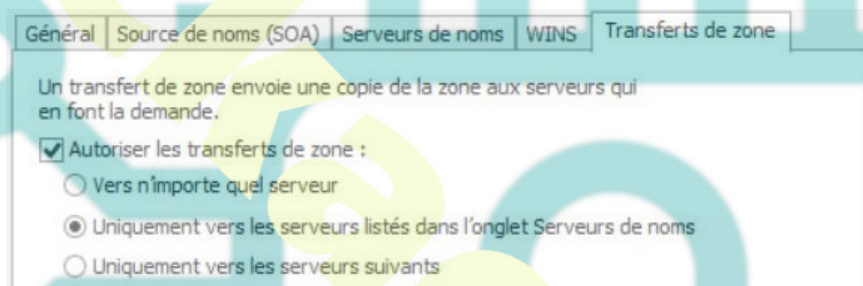 Général
Source de noms (SOA)
Serveurs de noms
WINS
Transferts de zone
Un transfert de zone envoie une copie de la zone aux serveurs qui
en font la demande.
Autoriser les transferts de zone :
Vers n'importe quel serveur
Uniquement vers les serveurs listés dans l'onglet Serveurs de noms
Uniquement vers les serveurs suivants